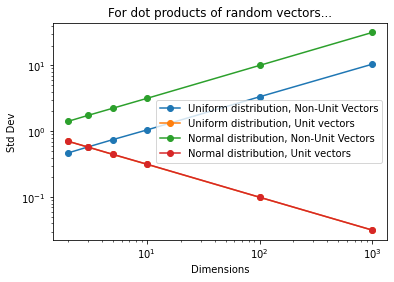 For dot products of random vectors...
Std Dev
10¹
10⁰
10⁻¹
Uniform distribution, Non-Unit Vectors
Uniform distribution, Unit vectors
Normal distribution, Non-Unit Vectors
Normal distribution, Unit vectors
10¹ 10² 10³
Dimensions